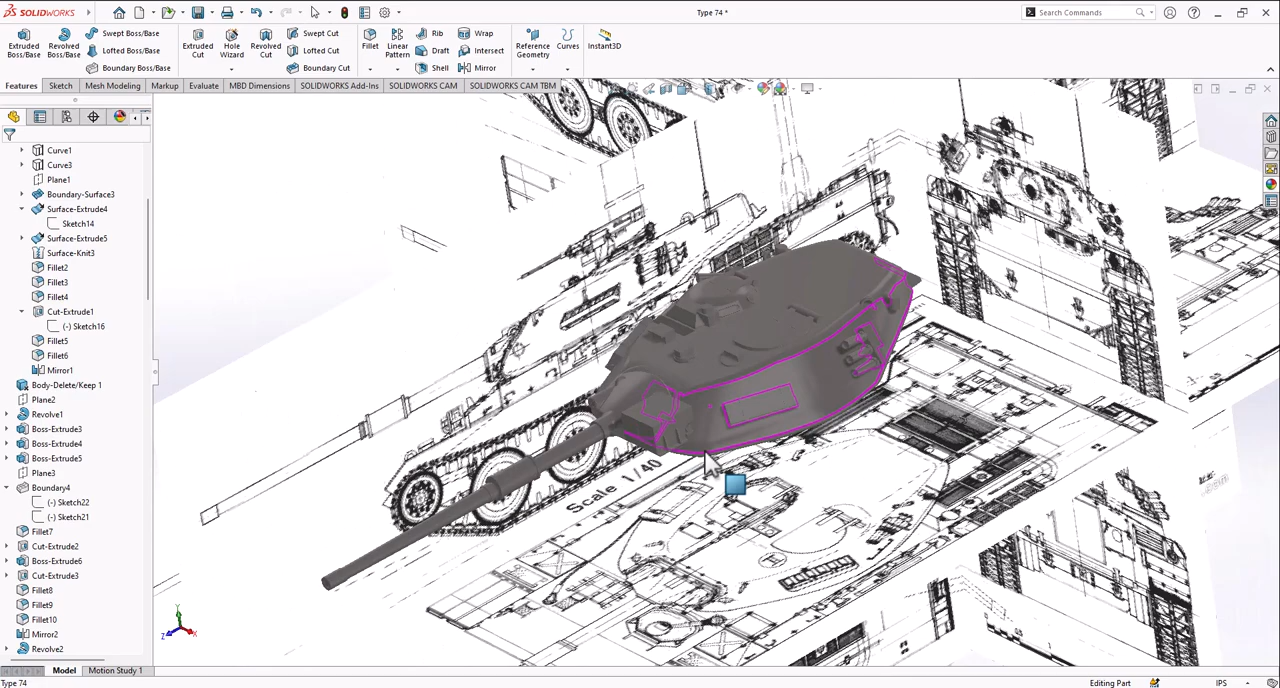 SOLIDWORKS
Type 74 *
Search Commands
Extruded Boss/Base
Revolved Boss/Base
Swept Boss/Base
Lofted Boss/Base
Boundary Boss/Base
Extruded Cut
Hole Wizard
Revolved Cut
Swept Cut
Lofted Cut
Boundary Cut
Fillet
Linear Pattern
Rib
Draft
Shell
Wrap
Intersect
Mirror
Reference Geometry
Curves
Instant3D
Features
Sketch
Mesh Modeling
Markup
Evaluate
MBD Dimensions
SOLIDWORKS Add-Ins
SOLIDWORKS CAM
SOLIDWORKS CAM TBM
Curve1
Curve3
Plane1
Boundary-Surface3
Surface-Extrude4
Sketch14
Surface-Extrude5
Surface-Knit3
Fillet2
Fillet3
Fillet4
Cut-Extrude1
(-) Sketch16
Fillet5
Fillet6
Mirror1
Body-Delete/Keep 1
Plane2
Revolve1
Boss-Extrude3
Boss-Extrude4
Boss-Extrude5
Plane3
Boundary4
(-) Sketch22
(-) Sketch21
Fillet7
Cut-Extrude2
Boss-Extrude6
Cut-Extrude3
Fillet8
Fillet9
Fillet10
Mirror2
Revolve2
Scale 1/40
Y
Z
X
Model
Motion Study 1
Type 74
Editing Part
IPS